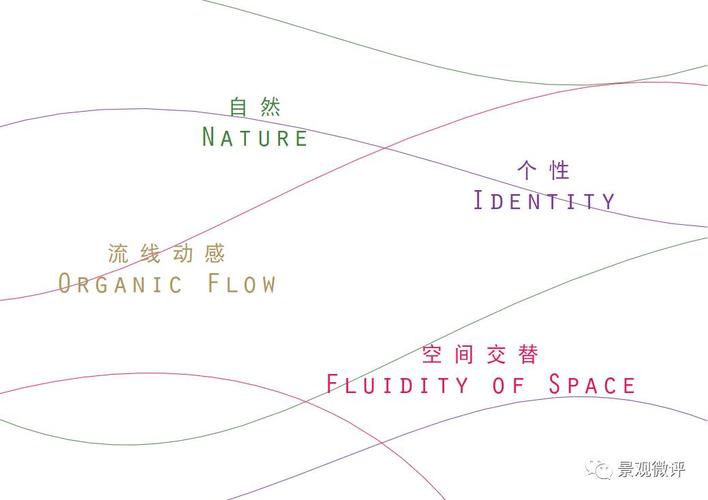 自然
NATURE
个性
IDENTITY
流线动感
ORGANIC FLOW
空间交替
FLUIDITY OF SPACE
景观微评